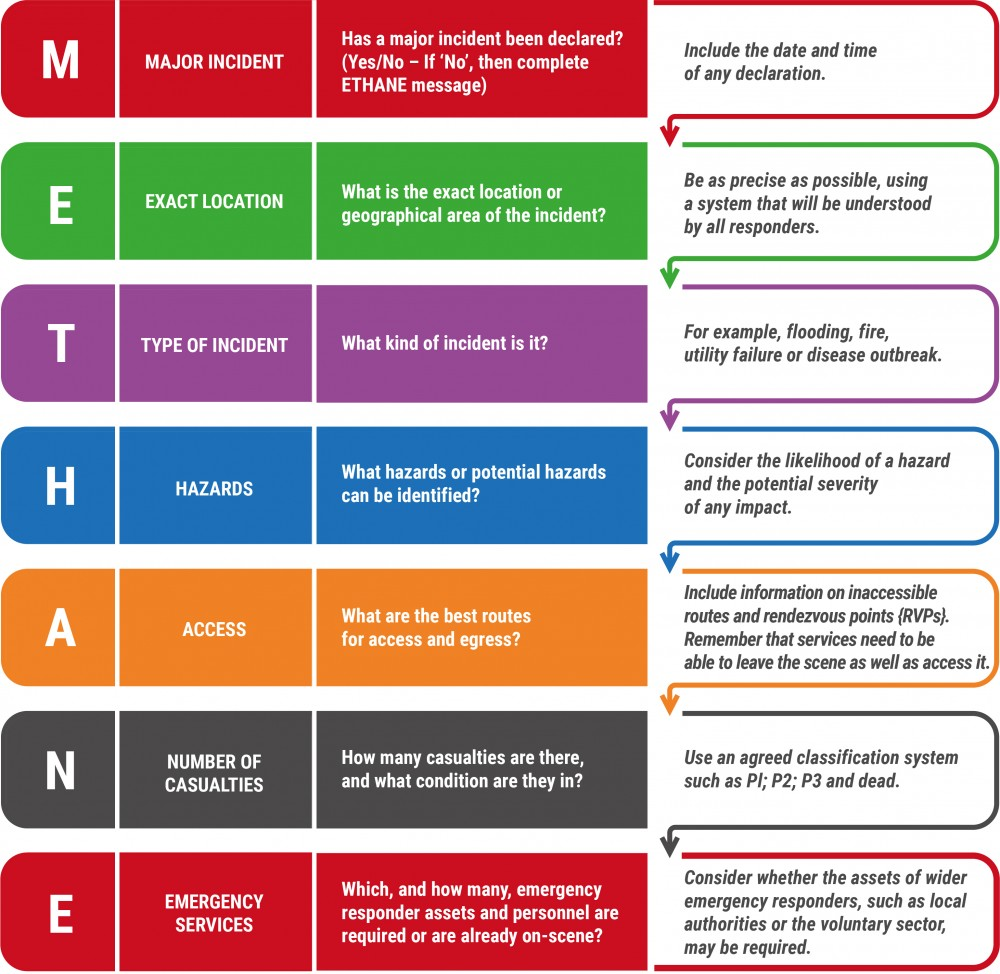 M
MAJOR INCIDENT
Has a major incident been declared?
(Yes/No – If ‘No’, then complete
ETHANE message)
Include the date and time
of any declaration.
E
EXACT LOCATION
What is the exact location or
geographical area of the incident?
Be as precise as possible, using
a system that will be understood
by all responders.
T
TYPE OF INCIDENT
What kind of incident is it?
For example, flooding, fire,
utility failure or disease outbreak.
H
HAZARDS
What hazards or potential hazards
can be identified?
Consider the likelihood of a hazard
and the potential severity
of any impact.
A
ACCESS
What are the best routes
for access and egress?
Include information on inaccessible
routes and rendezvous points {RVPs}.
Remember that services need to be
able to leave the scene as well as access it.
N
NUMBER OF
CASUALTIES
How many casualties are there,
and what condition are they in?
Use an agreed classification system
such as Pl; P2; P3 and dead.
E
EMERGENCY
SERVICES
Which, and how many, emergency
responder assets and personnel are
required or are already on-scene?
Consider whether the assets of wider
emergency responders, such as local
authorities or the voluntary sector,
may be required.